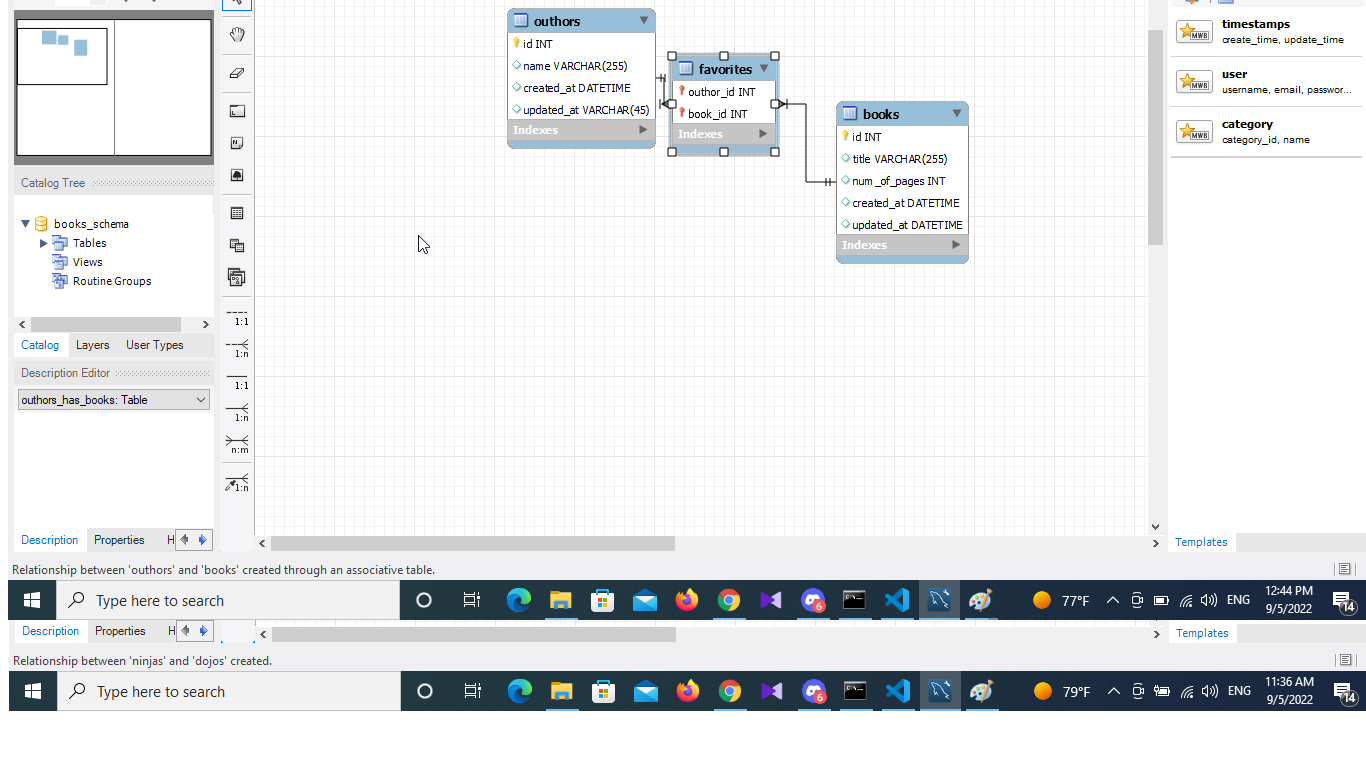 outhors
id INT
name VARCHAR(255)
created_at DATETIME
updated_at VARCHAR(45)
Indexes
favorites
outhor_id INT
book_id INT
Indexes
books
id INT
title VARCHAR(255)
num _of_pages INT
created_at DATETIME
updated_at DATETIME
Indexes
timestamps
create_time, update_time
user
username, email, passwor...
category
category_id, name
MWB
MWB
MWB
Catalog Tree
books_schema
Tables
Views
Routine Groups
Catalog Layers User Types
Description Editor
outhors_has_books: Table
1:1
1:n
1:1
1:n
n:m
1:n
Description Properties H
Templates
Relationship between 'outhors' and 'books' created through an associative table.
Type here to search
6
77°F
ENG
12:44 PM
9/5/2022
14
Description Properties H
Templates
Relationship between 'ninjas' and 'dojos' created.
Type here to search
6
79°F
ENG
11:36 AM
9/5/2022
14